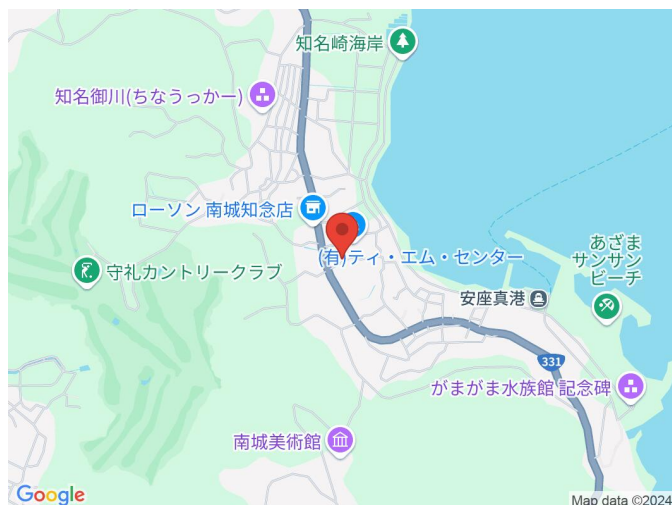 知名崎海岸
知名御川(ちなうっかー)
ローソン 南城知念店
(有)ティ・エム・センター
守礼カントリークラブ
あざま
サンサン
ビーチ
安座真港
331
がまがま水族館 記念碑
南城美術館
Google
Map data ©2024